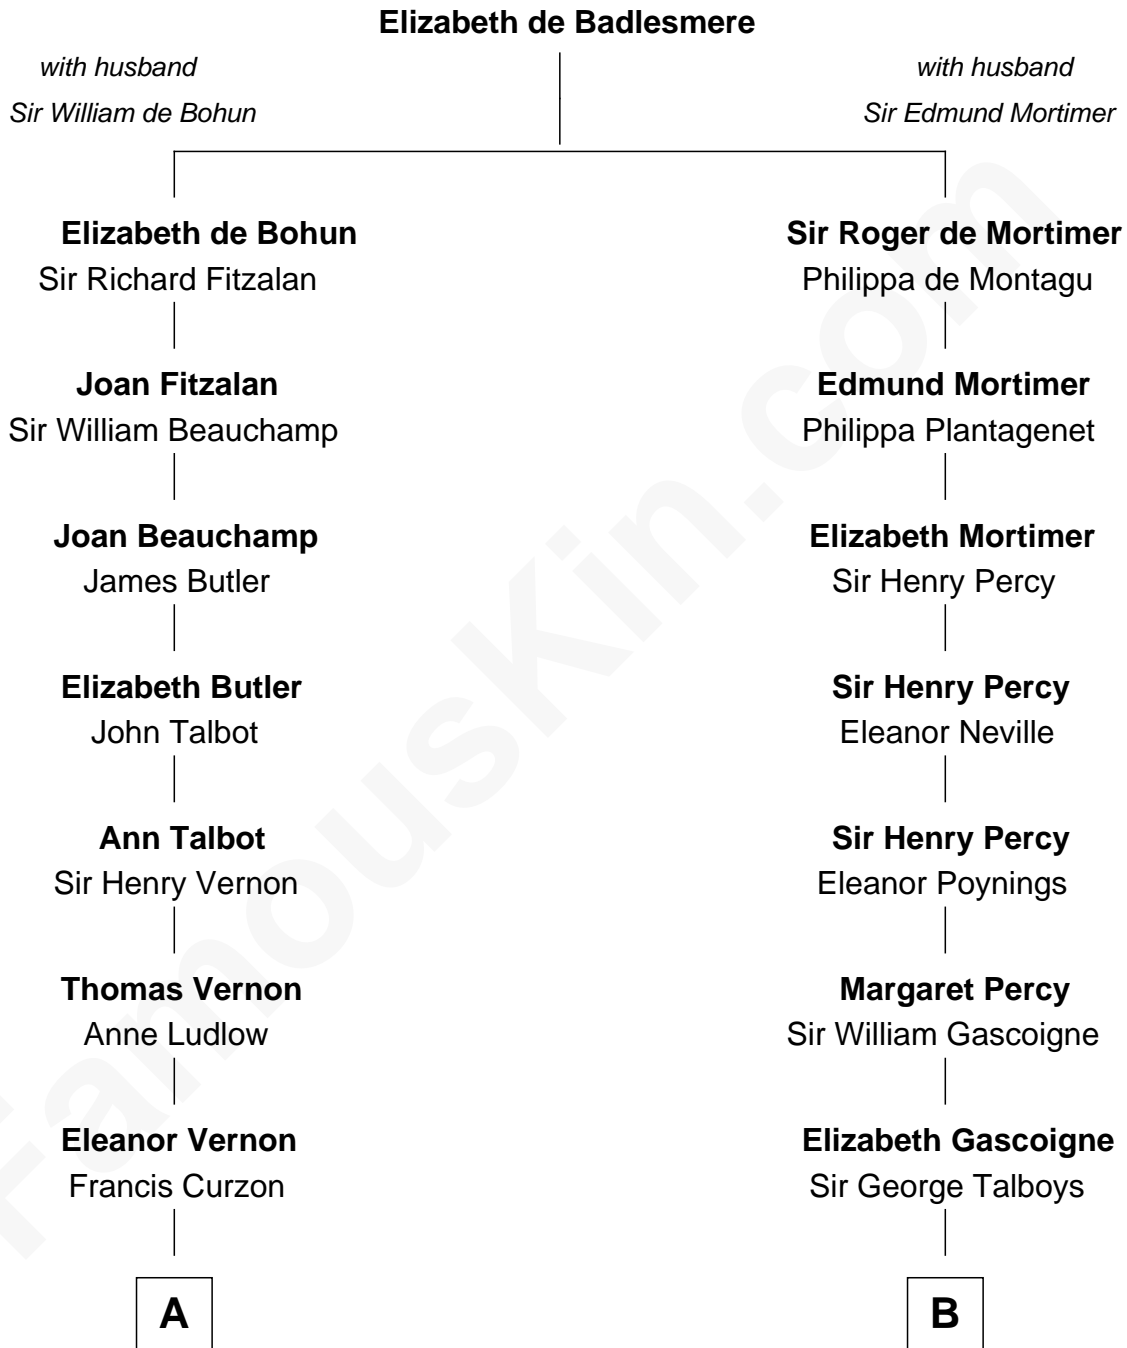 Elizabeth de Badlesmere
with husband
Sir William de Bohun
with husband
Sir Edmund Mortimer
Elizabeth de Bohun
Sir Richard Fitzalan
Sir Roger de Mortimer
Philippa de Montagu
Joan Fitzalan
Sir William Beauchamp
Edmund Mortimer
Philippa Plantagenet
Joan Beauchamp
James Butler
Elizabeth Mortimer
Sir Henry Percy
Elizabeth Butler
John Talbot
Sir Henry Percy
Eleanor Neville
Ann Talbot
Sir Henry Vernon
Sir Henry Percy
Eleanor Poynings
Thomas Vernon
Anne Ludlow
Margaret Percy
Sir William Gascoigne
Eleanor Vernon
Francis Curzon
Elizabeth Gascoigne
Sir George Talboys
A
B
FamousKin.com